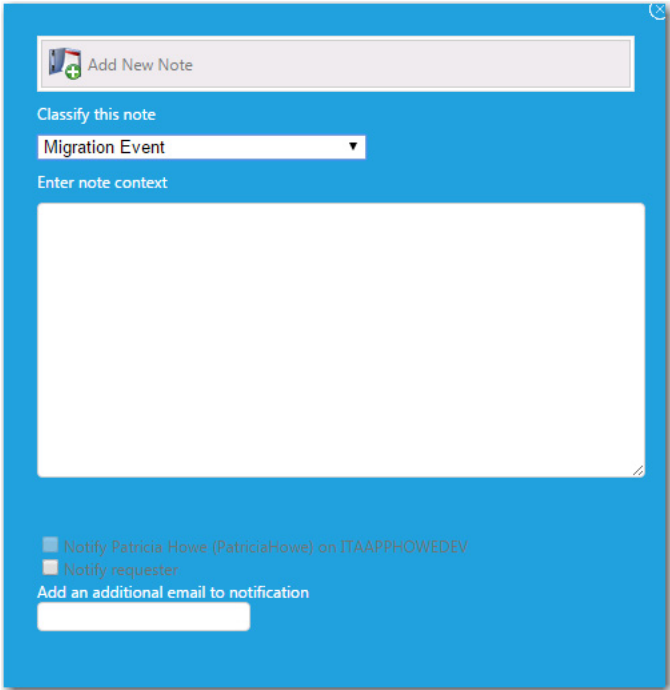 Add New Note
Classify this note
Migration Event
Enter note context
Notify Patricia Howe (PatriciaHowe) on ITAAPPHOWEDEV
Notify requester
Add an additional email to notification